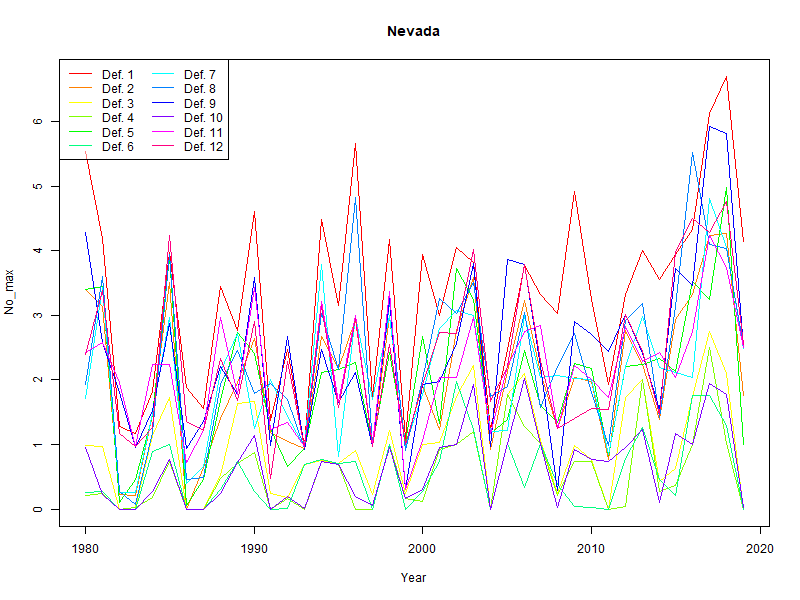 Nevada
Def. 1 Def. 7
Def. 2 Def. 8
Def. 3 Def. 9
Def. 4 Def. 10
Def. 5 Def. 11
Def. 6 Def. 12
No_max
6
5
4
3
2
1
0
1980 1990 2000 2010 2020
Year